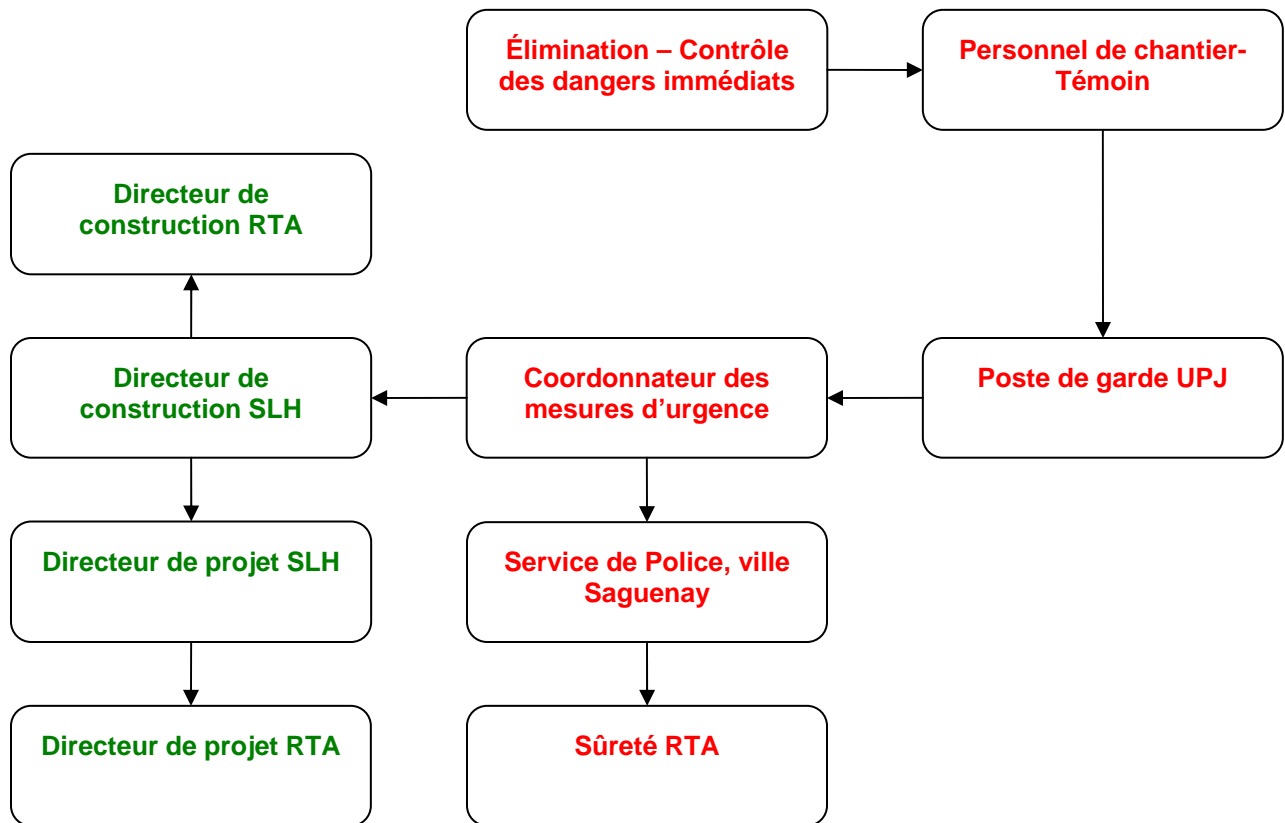 Élimination – Contrôle
des dangers immédiats
Personnel de chantier-
Témoin
Directeur de
construction RTA
Directeur de
construction SLH
Coordonnateur des
mesures d’urgence
Poste de garde UPJ
Directeur de projet SLH
Service de Police, ville
Saguenay
Directeur de projet RTA
Sûreté RTA